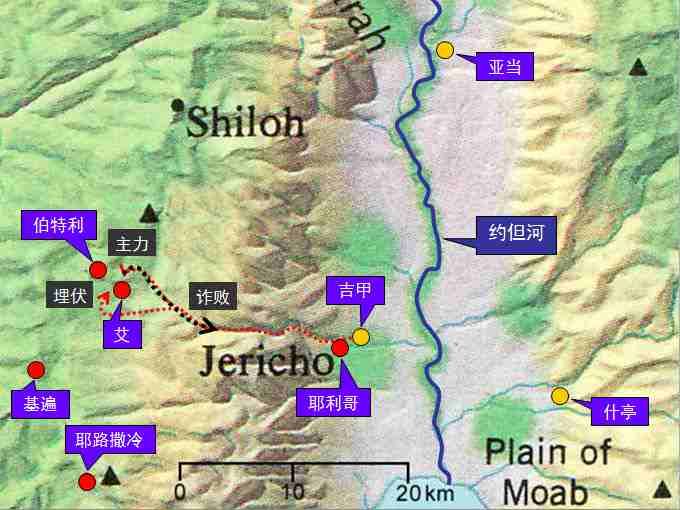 arah
亚当
Shiloh
伯特利
主力
约但河
埋伏
诈败
吉甲
艾
Jericho
基遍
耶利哥
什亭
耶路撒冷
Plain of
Moab
0 10 20 km